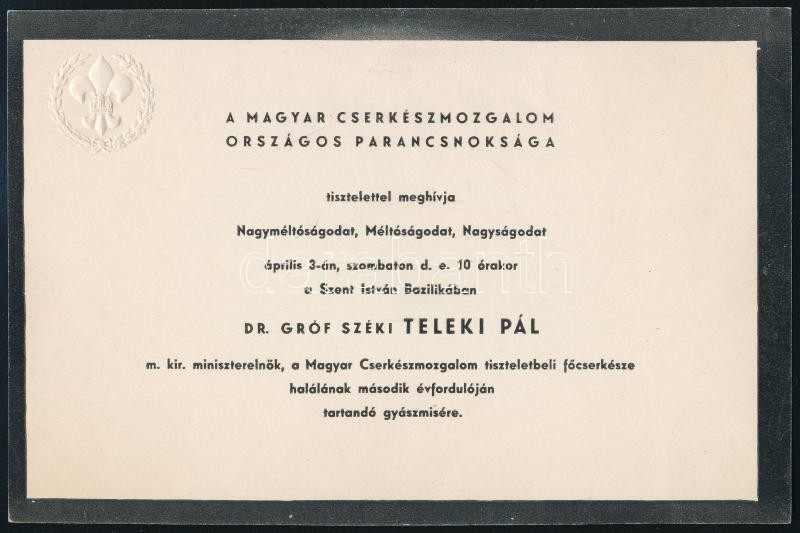 A MAGYAR CSERKÉSZMOZGALOM
ORSZÁGOS PARANCSNOKSÁGA
tisztelettel meghívja
Nagyméltóságodat, Méltóságodat, Nagyságodat
április 3-án, szombaton d. e. 10 órakor
a Szent István Bazilikában
darabanth
DR. GRÓF SZÉKI TELEKI PÁL
m. kir. miniszterelnök, a Magyar Cserkészmozgalom tiszteletbeli főcserkésze
halálának második évfordulóján
tartandó gyászmisére.